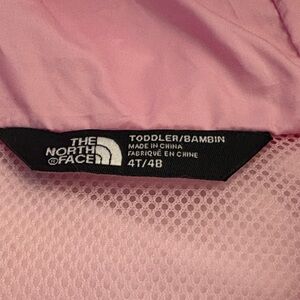 THE
NORTH
®FACE
TODDLER/BAMBIN
MADE IN CHINA
FABRIQUÉ EN CHINE
4T/4B